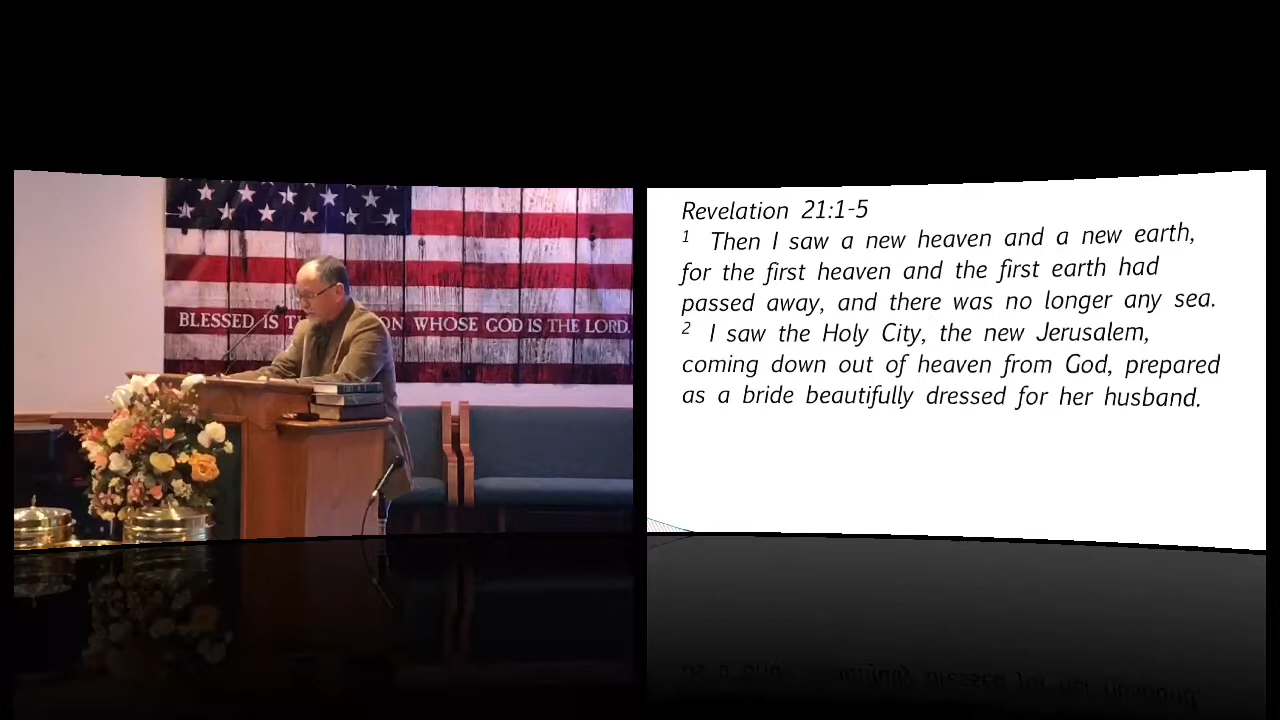 BLESSED IS ON WHOSE GOD IS THE LORD.
Revelation 21:1-5
1 Then I saw a new heaven and a new earth,
for the first heaven and the first earth had
passed away, and there was no longer any sea.
2 I saw the Holy City, the new Jerusalem,
coming down out of heaven from God, prepared
as a bride beautifully dressed for her husband.